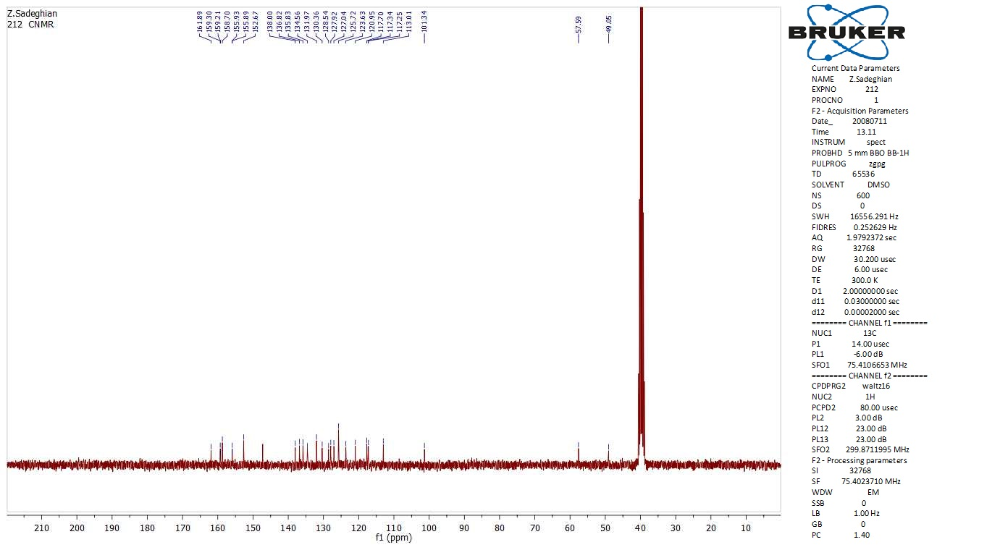 Z.Sadeghian
212 CNMR
161.89
159.30
159.21
158.70
155.93
155.89
152.67
138.00
136.82
135.83
134.56
131.97
130.36
128.54
127.92
127.04
125.72
123.63
120.95
117.70
117.34
117.25
113.01
101.34
57.59
49.05
210 200 190 180 170 160 150 140 130 120 110 100 90 80 70 60 50 40 30 20 10
f1 (ppm)
BRUKER
Current Data Parameters
NAME Z.Sadeghian
EXPNO 212
PROCNO 1
F2 - Acquisition Parameters
Date_ 20080711
Time 13.11
INSTRUM spect
PROBHD 5 mm BBO BB-1H
PULPROG zgpg
TD 65536
SOLVENT DMSO
NS 600
DS 0
SWH 16556.291 Hz
FIDRES 0.252629 Hz
AQ 1.9792372 sec
RG 32768
DW 30.200 usec
DE 6.00 usec
TE 300.0 K
D1 2.00000000 sec
d11 0.03000000 sec
d12 0.00002000 sec
======== CHANNEL f1 ========
NUC1 13C
P1 14.00 usec
PL1 -6.00 dB
SFO1 75.4106653 MHz
======== CHANNEL f2 ========
CPDPRG2 waltz16
NUC2 1H
PCPD2 80.00 usec
PL2 3.00 dB
PL12 23.00 dB
PL13 23.00 dB
SFO2 299.8711995 MHz
F2 - Processing parameters
SI 32768
SF 75.4023710 MHz
WDW EM
SSB 0
LB 1.00 Hz
GB 0
PC 1.40